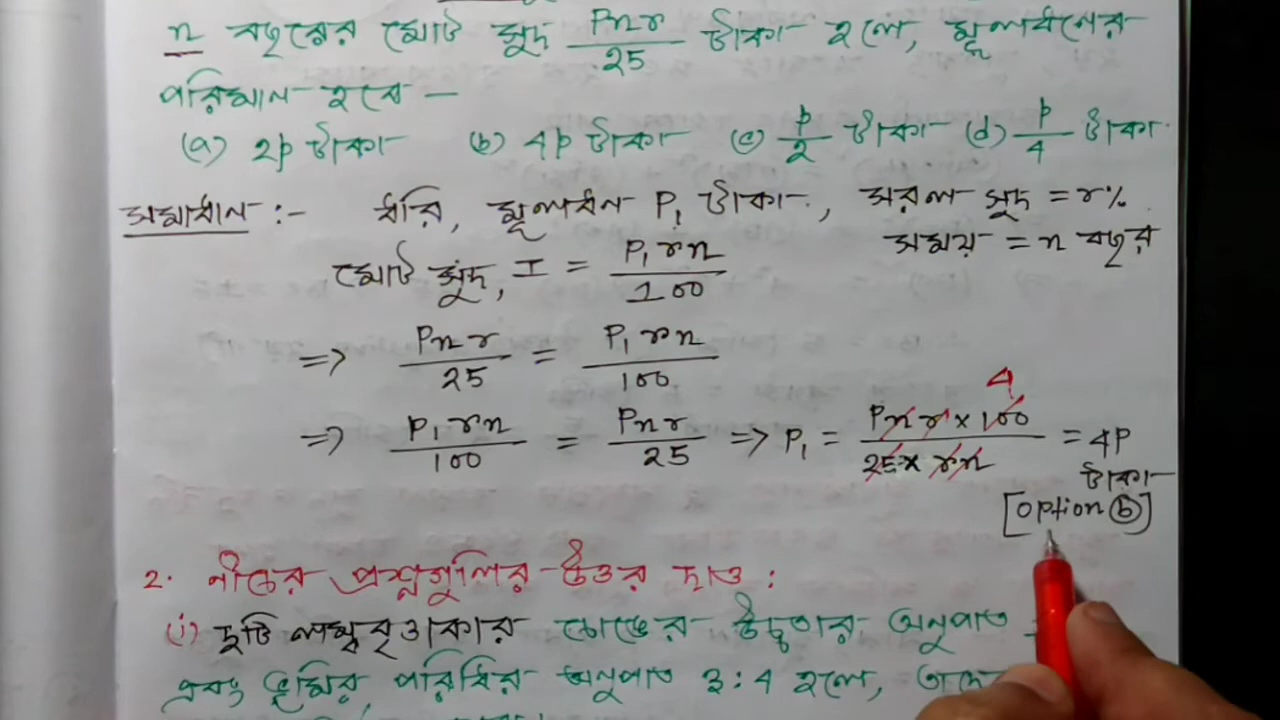 n বছরের মোট সুদ Pnr/25 টাকা হলে, মূলধনের
পরিমান হবে —
(a) 2p টাকা (b) 4p টাকা (c) p/2 টাকা (d) p/4 টাকা
সমাধান :- ধরি, মূলধন P₁ টাকা, সরল সুদ = r%
সময় = n বছর
মোট সুদ, I = P₁rn/100
=> Pnr/25 = P₁rn/100
=> P₁rn/100 = Pnr/25 => P₁ = Pnr×100/25×rn = 4P
4
টাকা
[option (b)]
2. নীচের প্রশ্নগুলির উত্তর দাও :
(i) দুটি লম্ববৃত্তাকার চোঙের উচ্চতার অনুপাত
এবং ভূমির পরিধির অনুপাত 3:4 হলে,